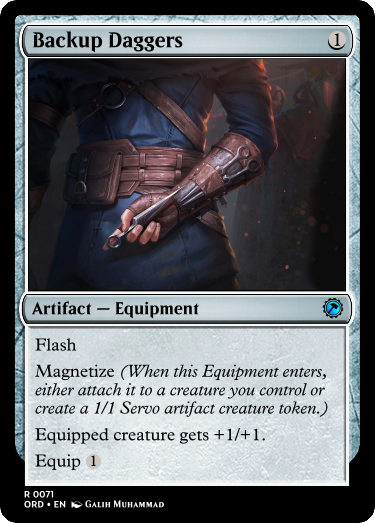 Backup Daggers 1
Artifact — Equipment
Flash
Magnetize (When this Equipment enters,
either attach it to a creature you control or
create a 1/1 Servo artifact creature token.)
Equipped creature gets +1/+1.
Equip 1
R 0071
ORD • EN Galih Muhammad